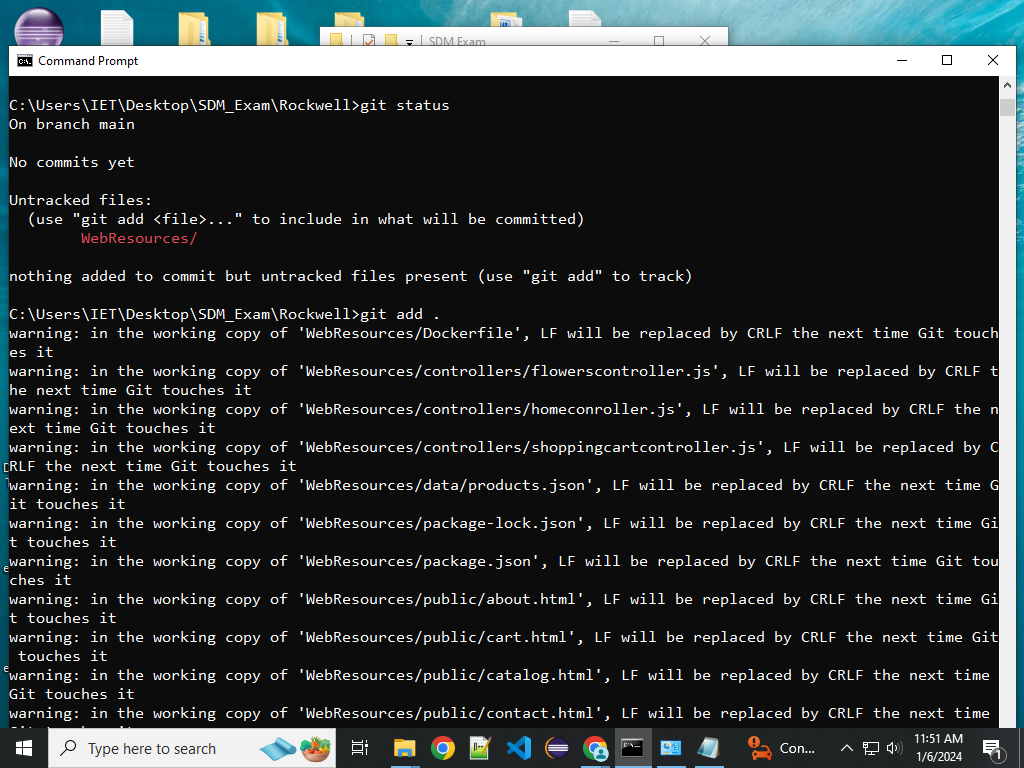 SDM Exam
Command Prompt
C:\Users\IET\Desktop\SDM_Exam\Rockwell>git status
On branch main
No commits yet
Untracked files:
(use "git add <file>..." to include in what will be committed)
WebResources/
nothing added to commit but untracked files present (use "git add" to track)
C:\Users\IET\Desktop\SDM_Exam\Rockwell>git add .
warning: in the working copy of 'WebResources/Dockerfile', LF will be replaced by CRLF the next time Git touch
es it
warning: in the working copy of 'WebResources/controllers/flowerscontroller.js', LF will be replaced by CRLF t
he next time Git touches it
warning: in the working copy of 'WebResources/controllers/homeconroller.js', LF will be replaced by CRLF the n
ext time Git touches it
warning: in the working copy of 'WebResources/controllers/shoppingcartcontroller.js', LF will be replaced by C
RLF the next time Git touches it
warning: in the working copy of 'WebResources/data/products.json', LF will be replaced by CRLF the next time G
it touches it
warning: in the working copy of 'WebResources/package-lock.json', LF will be replaced by CRLF the next time Gi
t touches it
warning: in the working copy of 'WebResources/package.json', LF will be replaced by CRLF the next time Git tou
ches it
warning: in the working copy of 'WebResources/public/about.html', LF will be replaced by CRLF the next time Gi
t touches it
warning: in the working copy of 'WebResources/public/cart.html', LF will be replaced by CRLF the next time Git
touches it
warning: in the working copy of 'WebResources/public/catalog.html', LF will be replaced by CRLF the next time
Git touches it
warning: in the working copy of 'WebResources/public/contact.html', LF will be replaced by CRLF the next time
Type here to search
Con...
11:51 AM
1/6/2024
1